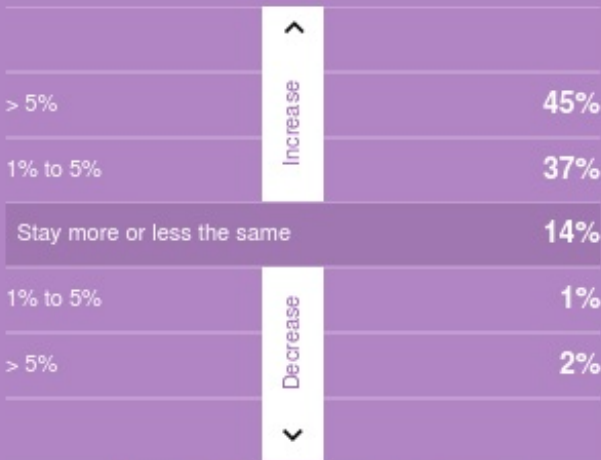 > 5% 45%
1% to 5% 37%
Increase
Stay more or less the same 14%
1% to 5% 1%
Decrease
> 5% 2%